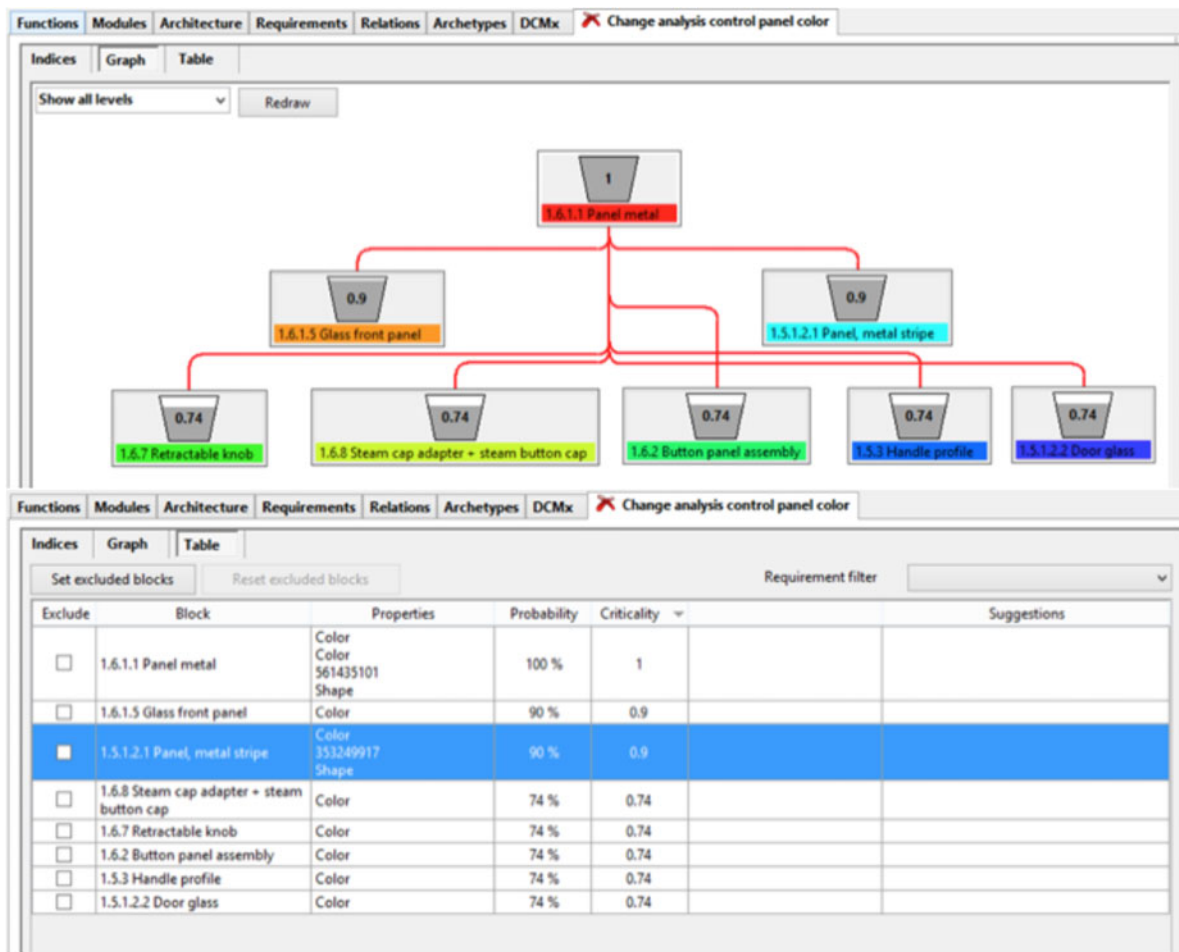 Functions Modules Architecture Requirements Relations Archetypes DCMx Change analysis control panel color
Indices Graph Table
Show all levels Redraw
1
1.6.1.1 Panel metal
0.9
1.6.1.5 Glass front panel
0.9
1.5.1.2.1 Panel, metal stripe
0.74
1.6.7 Retractable knob
0.74
1.6.8 Steam cap adapter + steam button cap
0.74
1.6.2 Button panel assembly
0.74
1.5.3 Handle profile
0.74
1.5.1.2.2 Door glass
Functions Modules Architecture Requirements Relations Archetypes DCMx Change analysis control panel color
Indices Graph Table
Set excluded blocks Reset excluded blocks Requirement filter
Exclude Block Properties Probability Criticality Suggestions
1.6.1.1 Panel metal Color
Color
561435101
Shape 100 % 1
1.6.1.5 Glass front panel Color 90 % 0.9
1.5.1.2.1 Panel, metal stripe Color
353249917
Shape 90 % 0.9
1.6.8 Steam cap adapter + steam
button cap Color 74 % 0.74
1.6.7 Retractable knob Color 74 % 0.74
1.6.2 Button panel assembly Color 74 % 0.74
1.5.3 Handle profile Color 74 % 0.74
1.5.1.2.2 Door glass Color 74 % 0.74